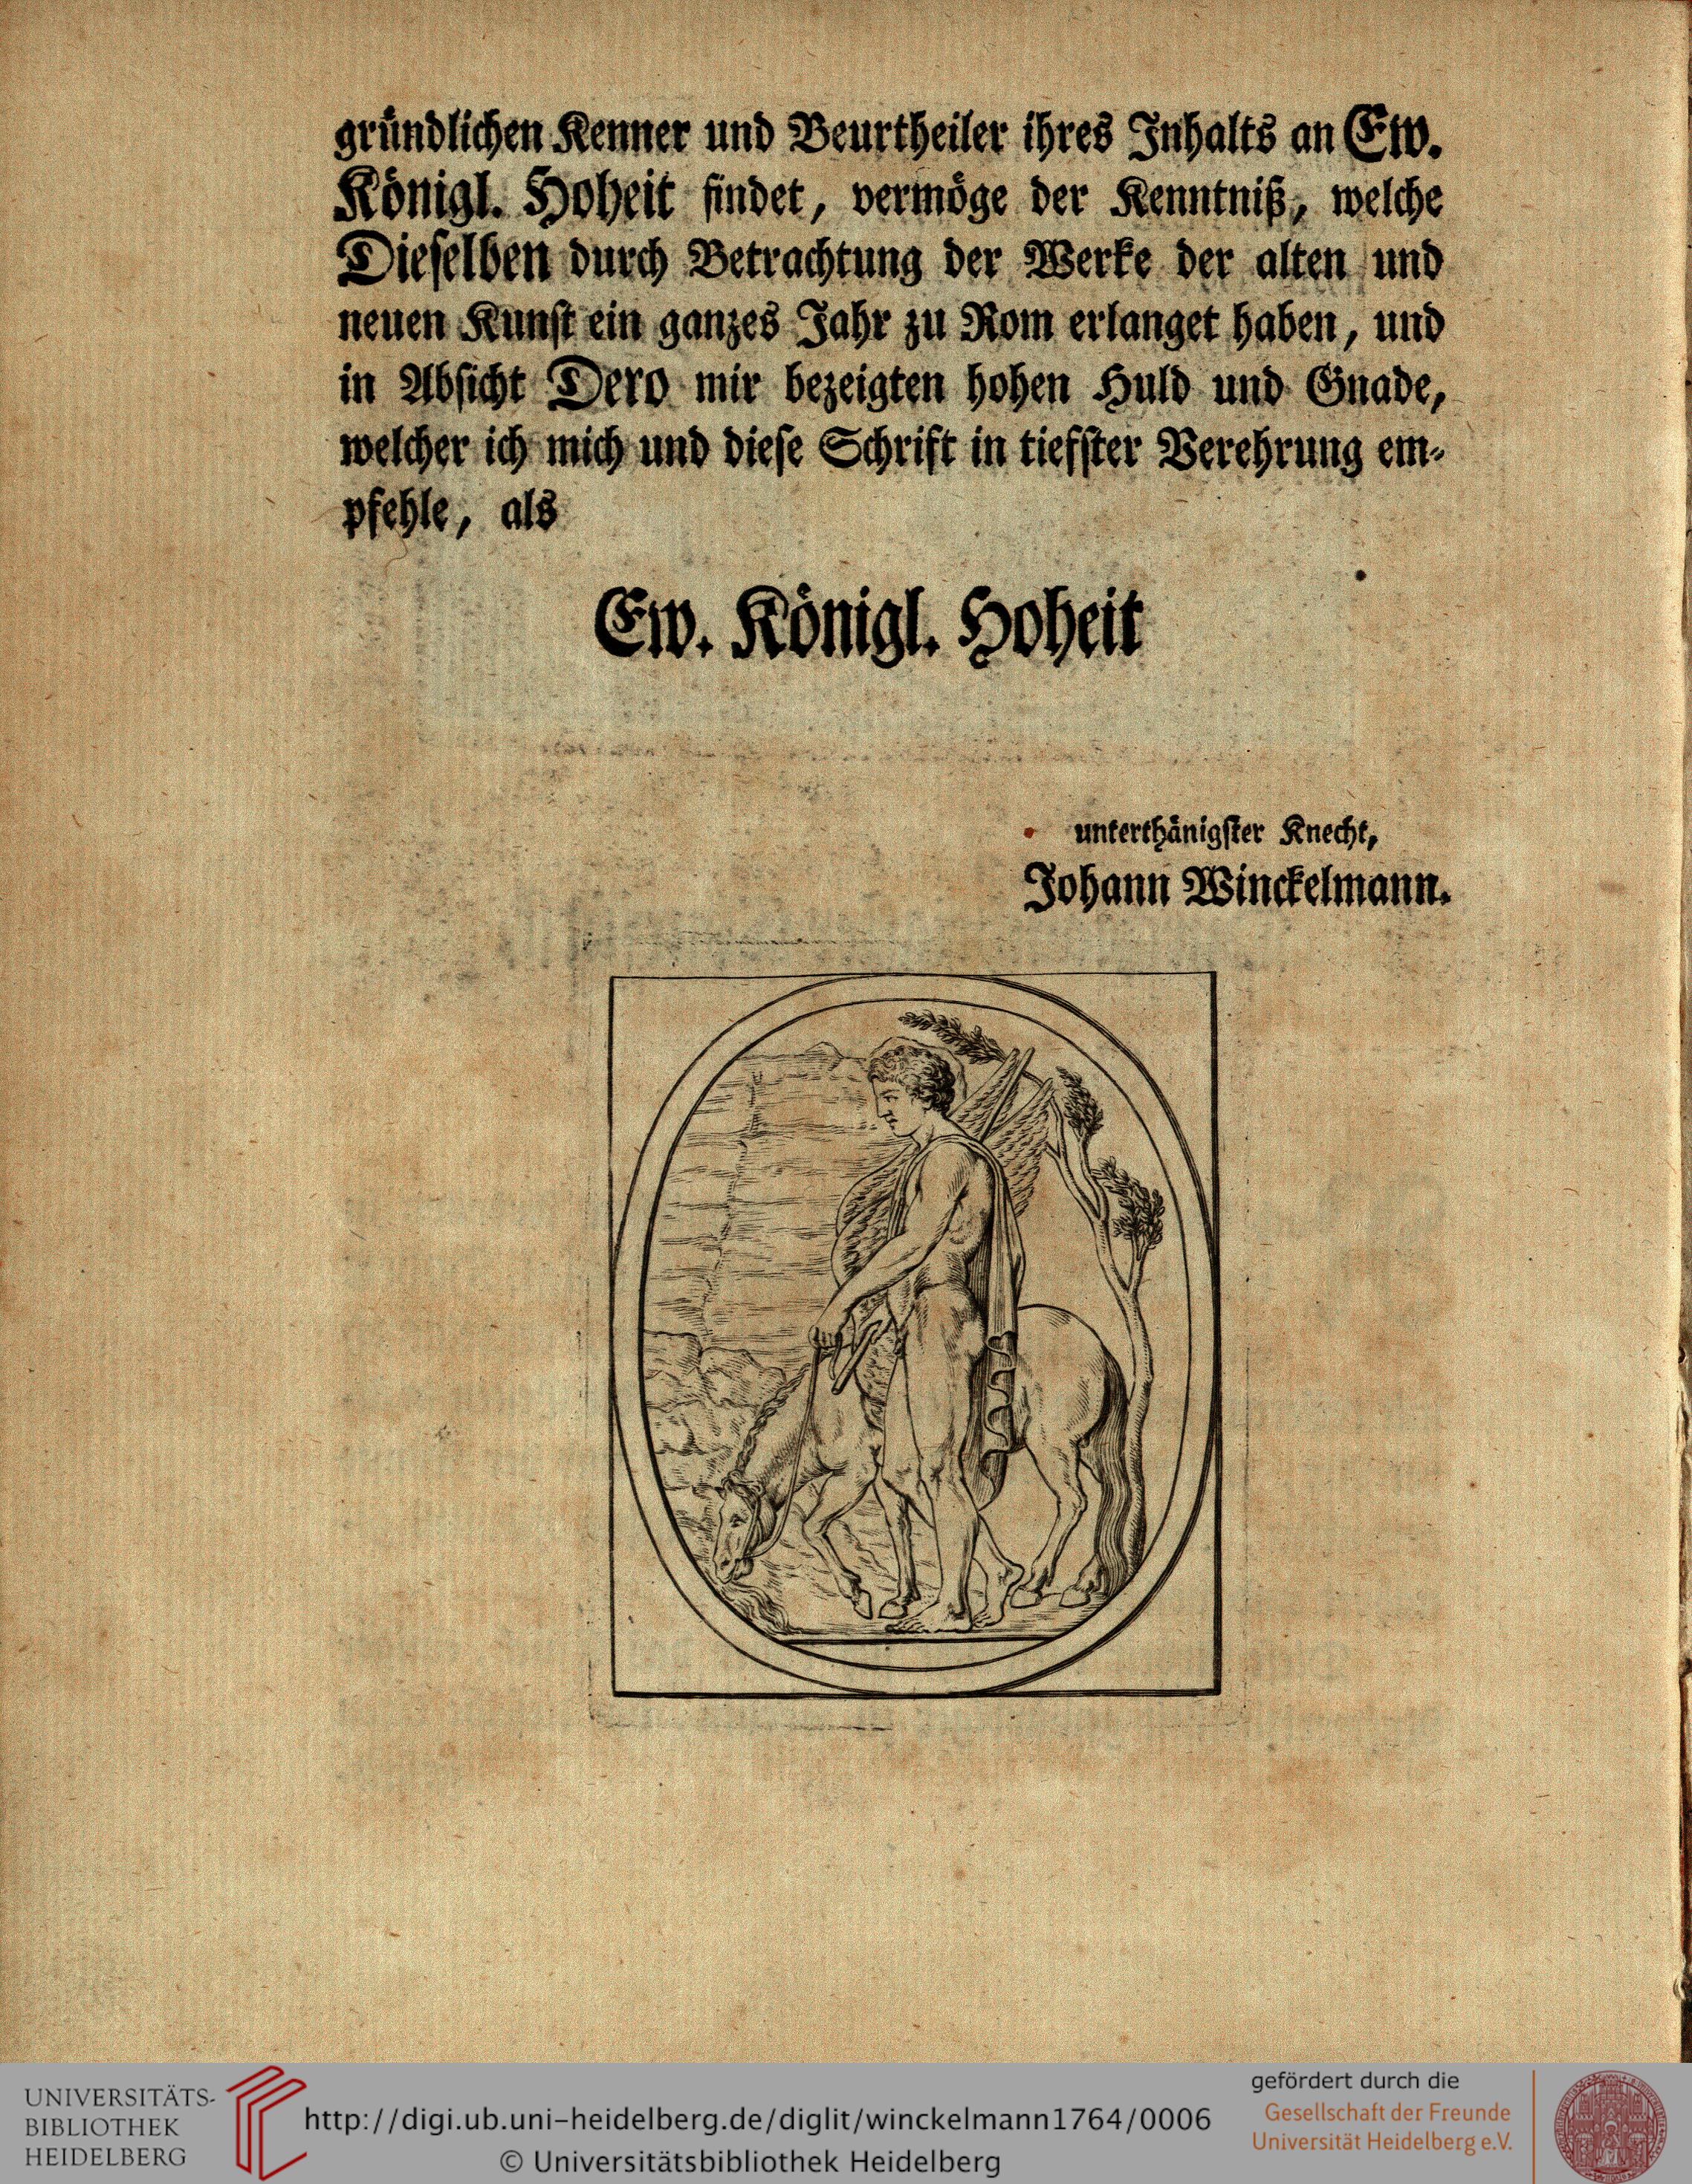 gründlichen Kenner und Beurtheiler ihres Inhalts an Ew.
Königl. Hoheit findet, vermöge der Kenntniß, welche
Dieselben durch Betrachtung der Werke der alten und
neuen Kunst ein ganzes Jahr zu Rom erlanget haben, und
in Absicht Dero mir bezeigten hohen Huld und Gnade,
welcher ich mich und diese Schrift in tiefster Verehrung em-
pfehle, als
Ew. Königl. Hoheit
unterthänigster Knecht,
Johann Winckelmann.
UNIVERSITÄTS-
BIBLIOTHEK
HEIDELBERG
http://digi.ub.uni-heidelberg.de/diglit/winckelmann1764/0006
© Universitätsbibliothek Heidelberg
gefördert durch die
Gesellschaft der Freunde
Universität Heidelberg e.V.